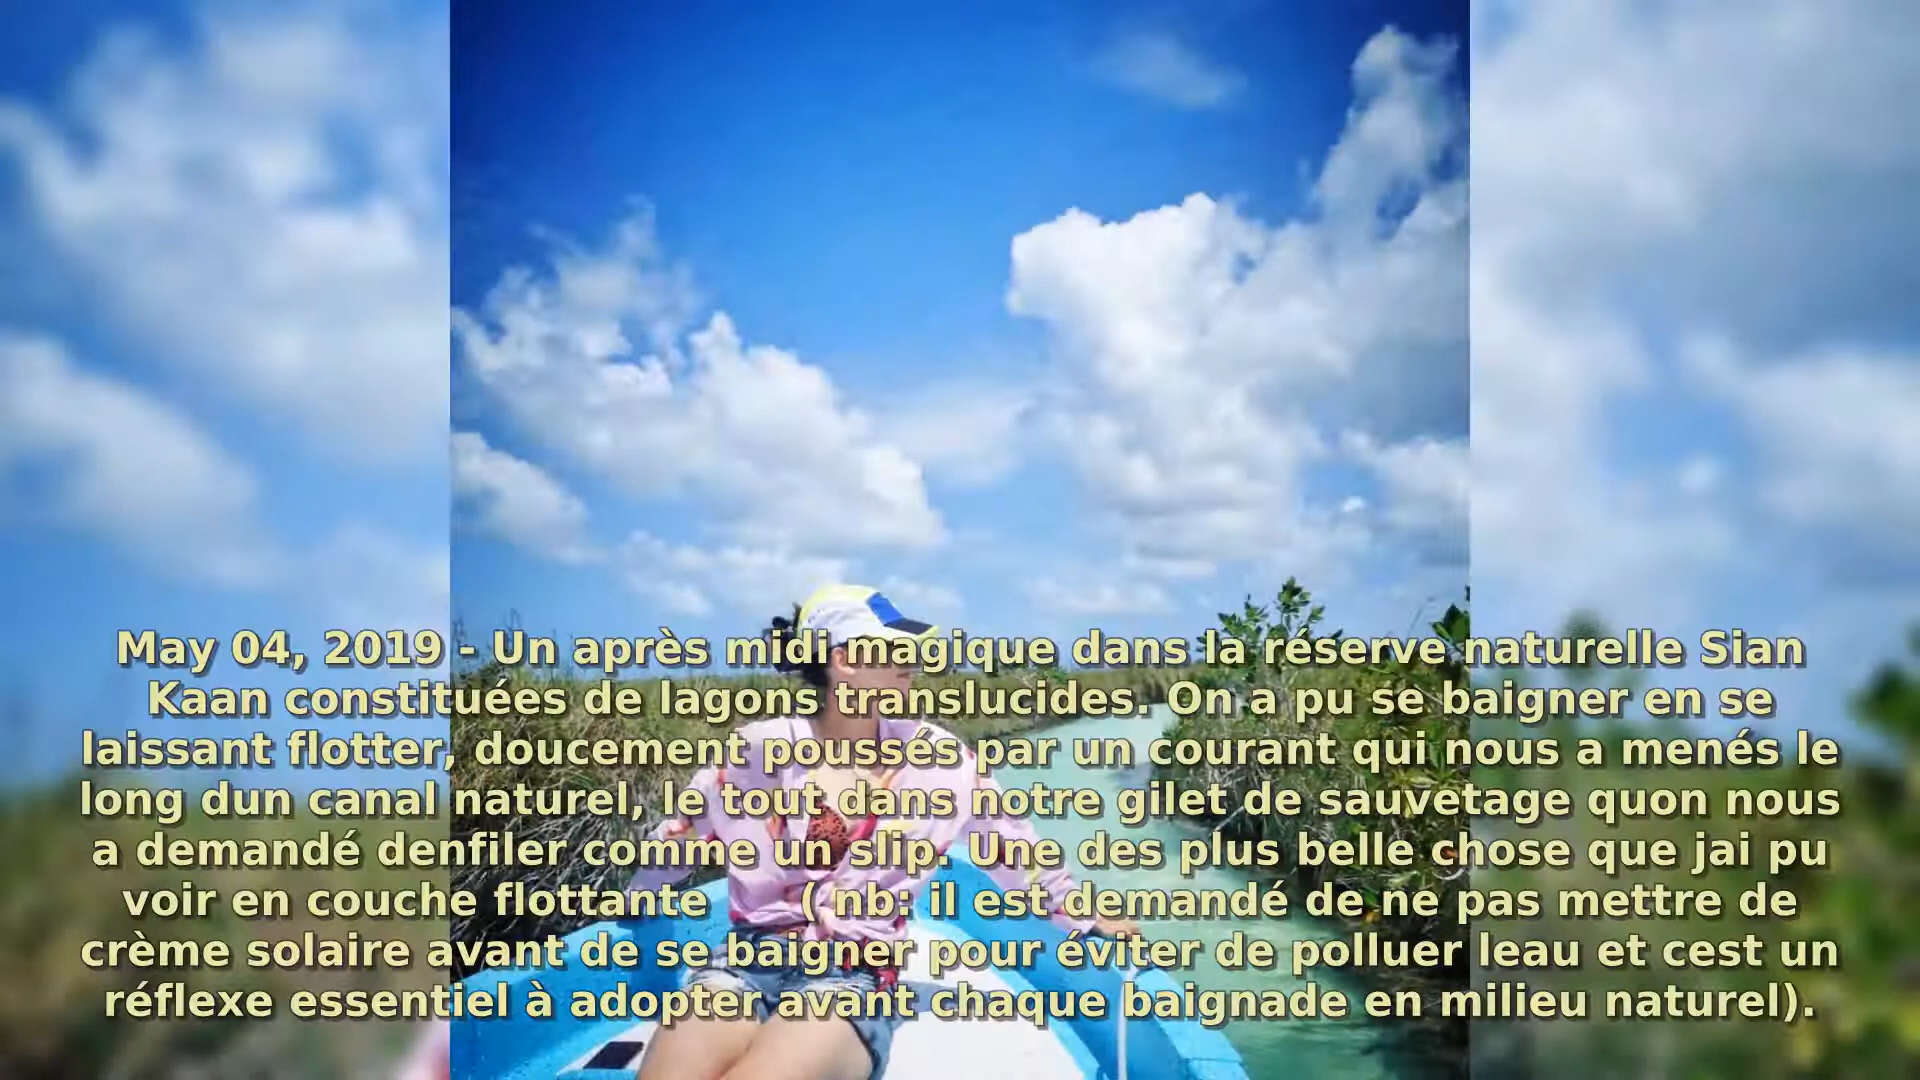 May 04, 2019 - Un après midi magique dans la réserve naturelle Sian
Kaan constituées de lagons translucides. On a pu se baigner en se
laissant flotter, doucement poussés par un courant qui nous a menés le
long dun canal naturel, le tout dans notre gilet de sauvetage quon nous
a demandé denfiler comme un slip. Une des plus belle chose que jai pu
voir en couche flottante ( nb: il est demandé de ne pas mettre de
crème solaire avant de se baigner pour éviter de polluer leau et cest un
réflexe essentiel à adopter avant chaque baignade en milieu naturel).